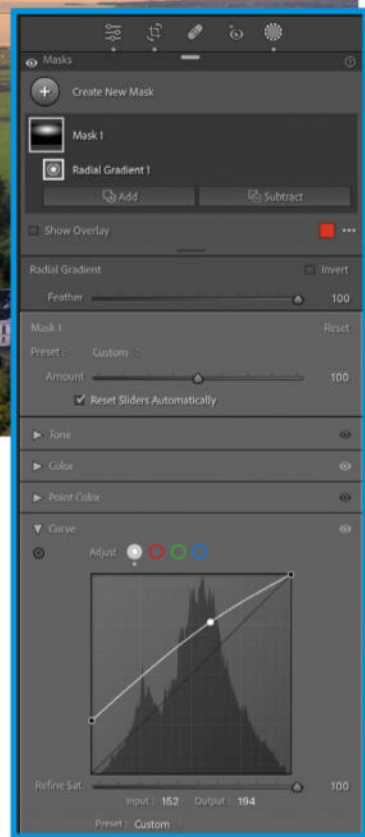 Masks
Create New Mask
Mask 1
Radial Gradient 1
Add Subtract
Show Overlay
Radial Gradient Invert
Feather 100
Mask 1 Reset
Preset : Custom
Amount 100
Reset Sliders Automatically
Tone
Color
Point Color
Curve
Adjust
Refine Sat. 100
Input : 152 Output : 194
Preset : Custom